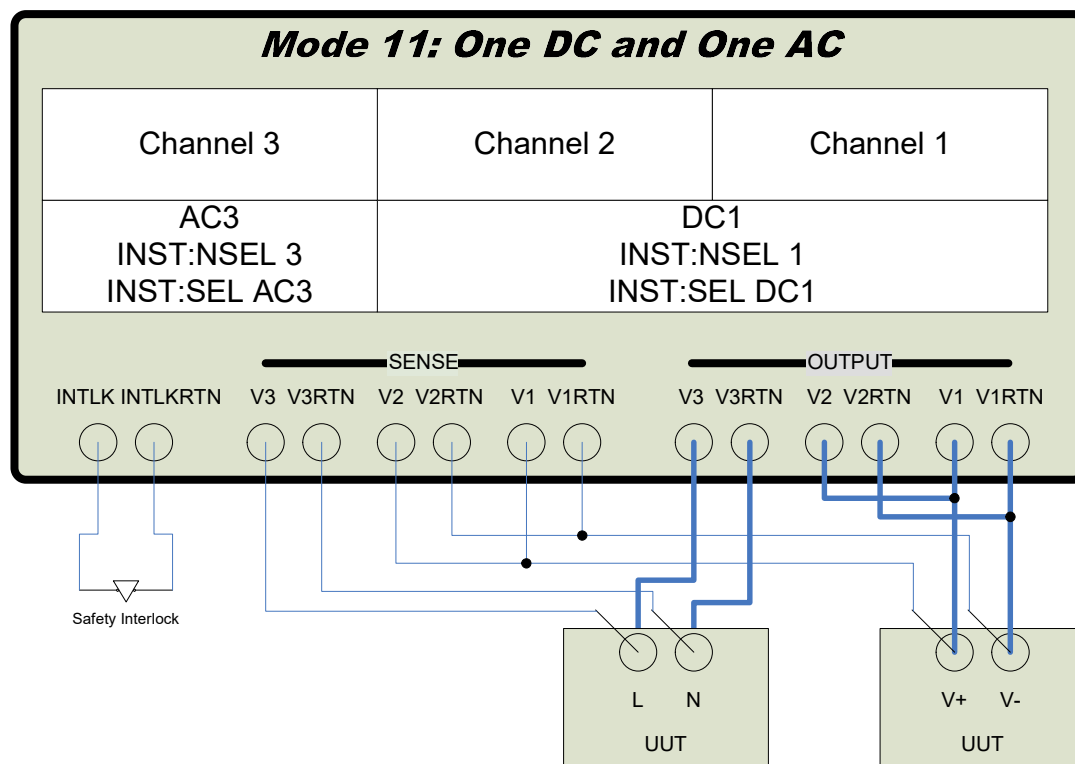 Mode 11: One DC and One AC
Channel 3
Channel 2
Channel 1
AC3
INST:NSEL 3
INST:SEL AC3
DC1
INST:NSEL 1
INST:SEL DC1
SENSE
OUTPUT
INTLK INTLKRTN V3 V3RTN V2 V2RTN V1 V1RTN V3 V3RTN V2 V2RTN V1 V1RTN
Safety Interlock
L N
UUT
V+ V-
UUT